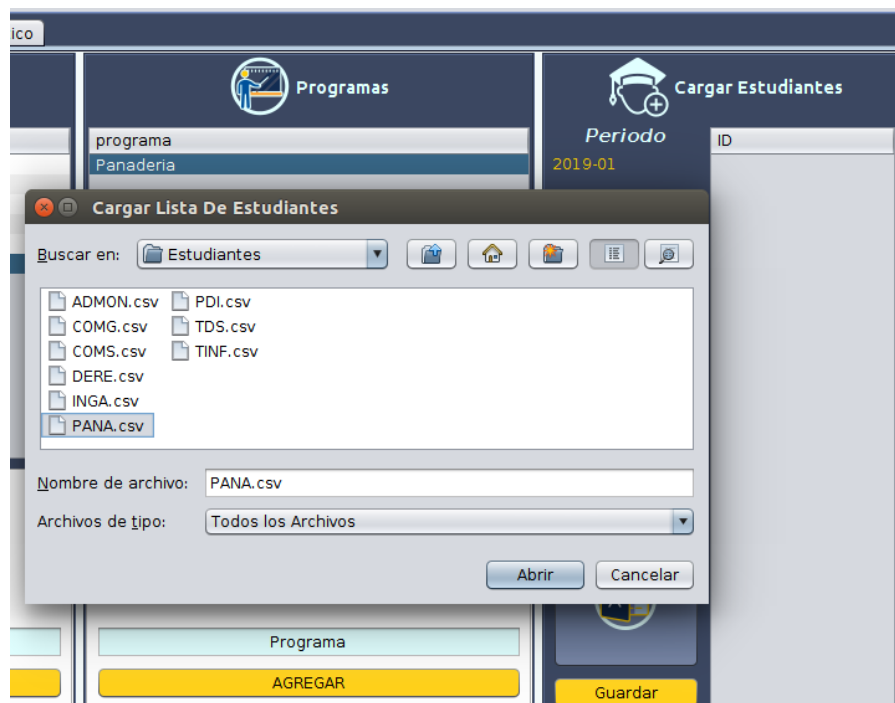 ico
Programas
Cargar Estudiantes
programa
Panaderia
Periodo
2019-01
ID
Cargar Lista De Estudiantes
Buscar en:
Estudiantes
ADMON.csv
COMG.csv
COMS.csv
DERE.csv
INGA.csv
PANA.csv
PDI.csv
TDS.csv
TINF.csv
Nombre de archivo:
PANA.csv
Archivos de tipo:
Todos los Archivos
Abrir
Cancelar
Programa
AGREGAR
Guardar